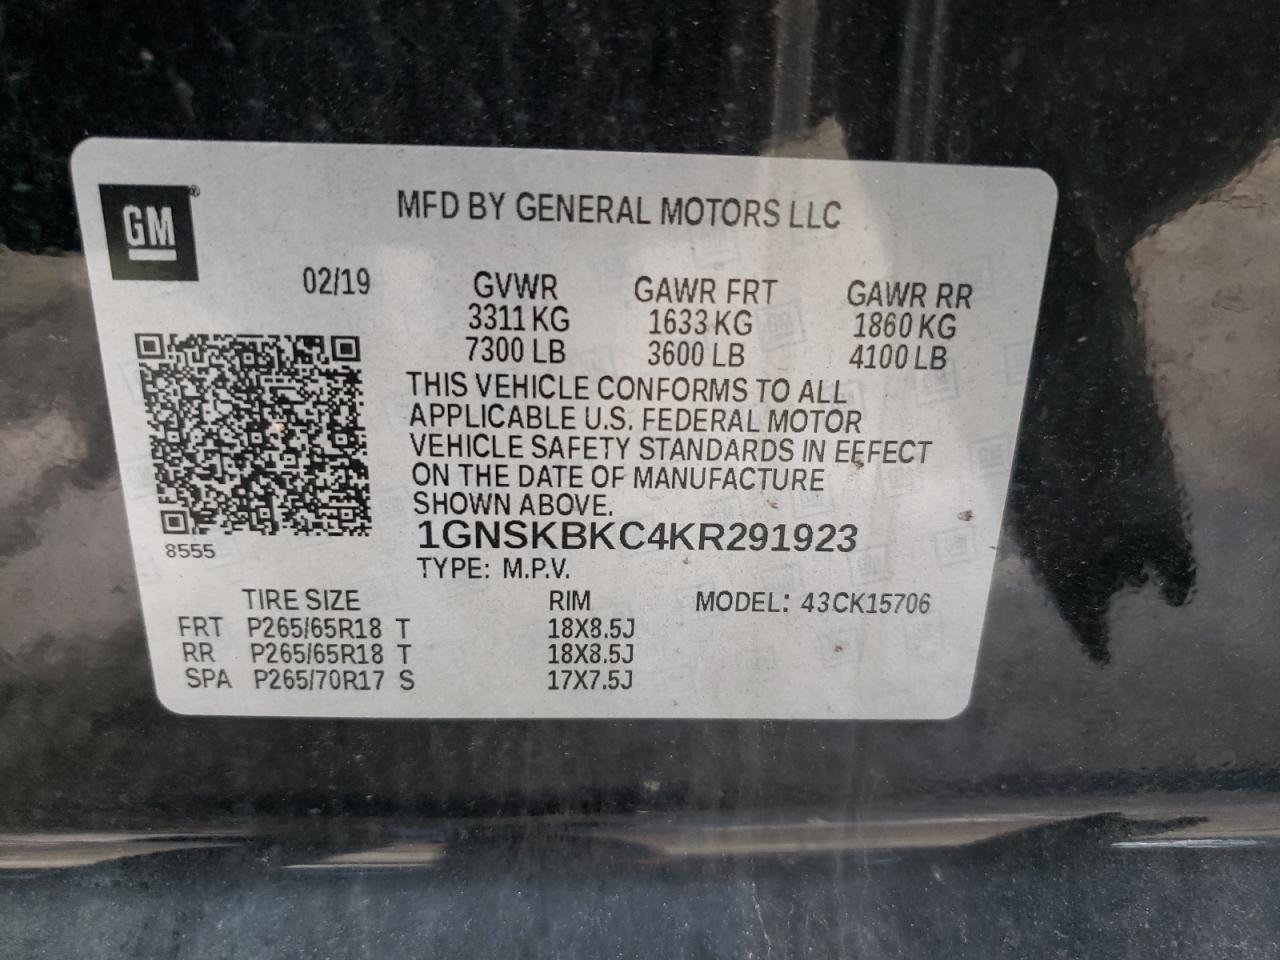 GM ®
MFD BY GENERAL MOTORS LLC
02/19 GVWR GAWR FRT GAWR RR
3311 KG 1633 KG 1860 KG
7300 LB 3600 LB 4100 LB
THIS VEHICLE CONFORMS TO ALL
APPLICABLE U.S. FEDERAL MOTOR
VEHICLE SAFETY STANDARDS IN EFFECT
ON THE DATE OF MANUFACTURE
SHOWN ABOVE.
1GNSKBKC4KR291923
8555
TYPE: M.P.V.
TIRE SIZE RIM MODEL: 43CK15706
FRT P265/65R18 T 18X8.5J
RR P265/65R18 T 18X8.5J
SPA P265/70R17 S 17X7.5J